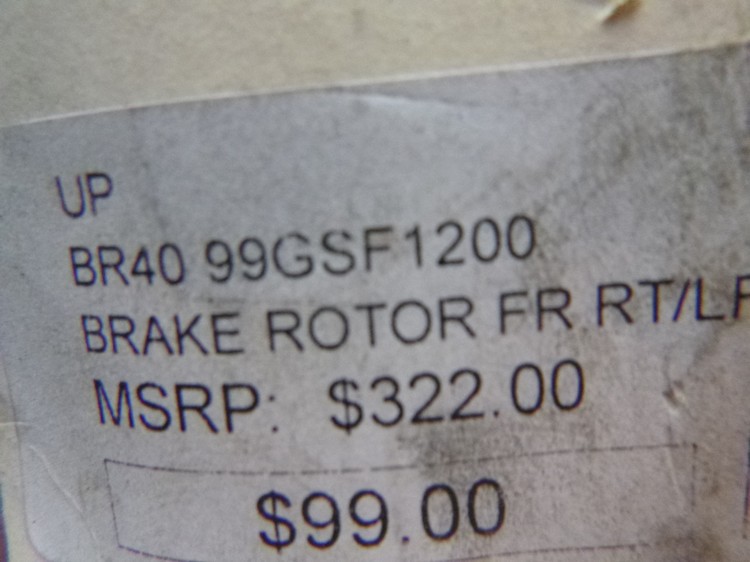 UP
BR40 99GSF1200
BRAKE ROTOR FR RT/LF
MSRP: $322.00
$99.00